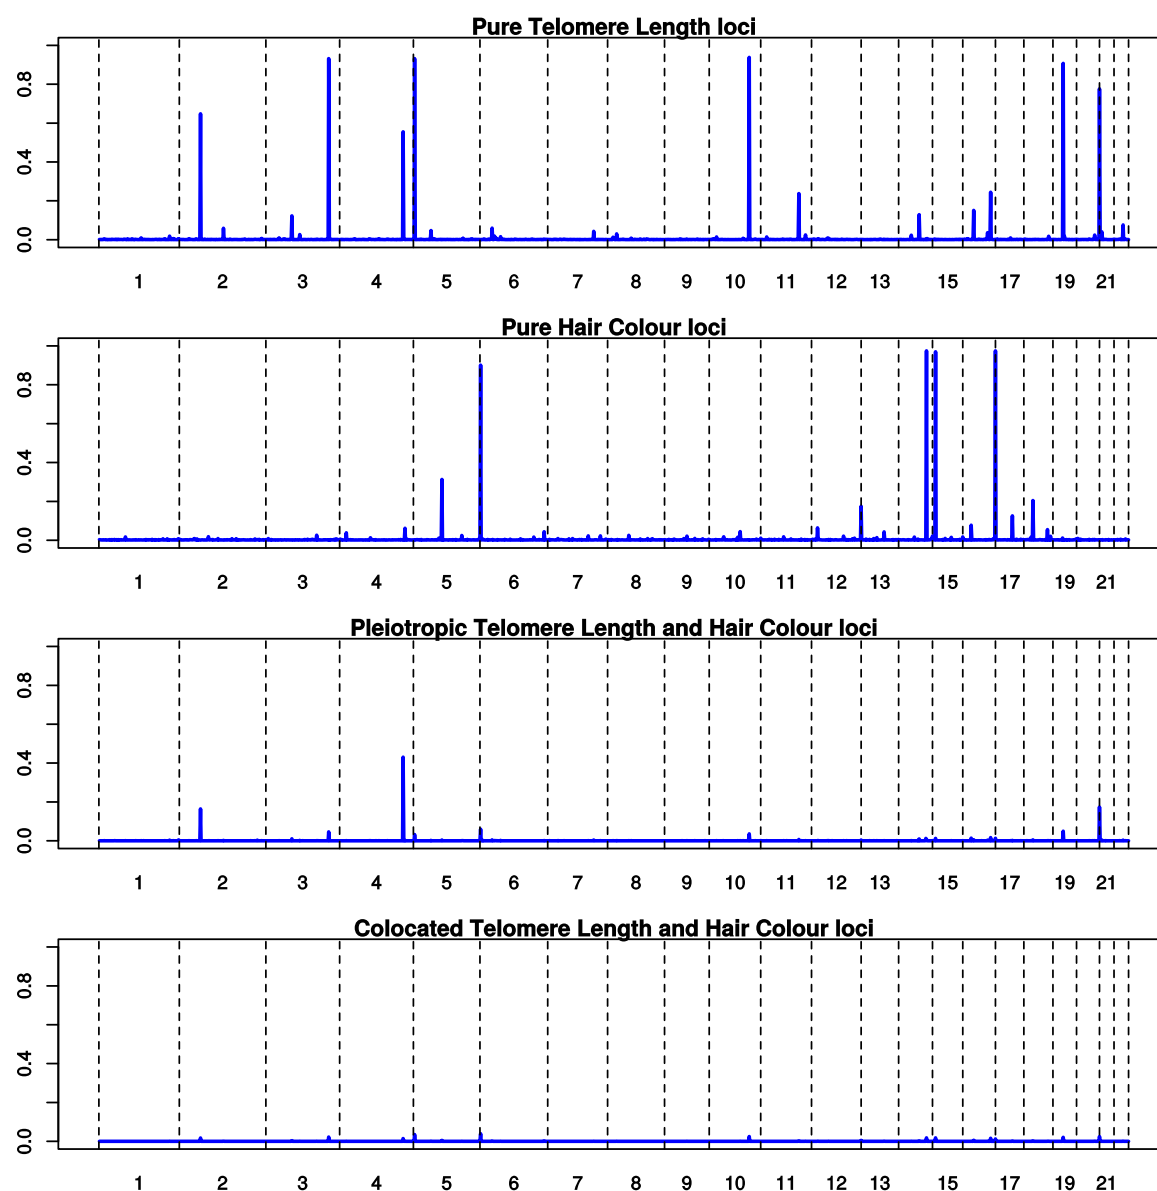 Pure Telomere Length loci
0.8
0.4
0.0
1 2 3 4 5 6 7 8 9 10 11 12 13 15 17 19 21
Pure Hair Colour loci
0.8
0.4
0.0
1 2 3 4 5 6 7 8 9 10 11 12 13 15 17 19 21
Pleiotropic Telomere Length and Hair Colour loci
0.8
0.4
0.0
1 2 3 4 5 6 7 8 9 10 11 12 13 15 17 19 21
Colocated Telomere Length and Hair Colour loci
0.8
0.4
0.0
1 2 3 4 5 6 7 8 9 10 11 12 13 15 17 19 21